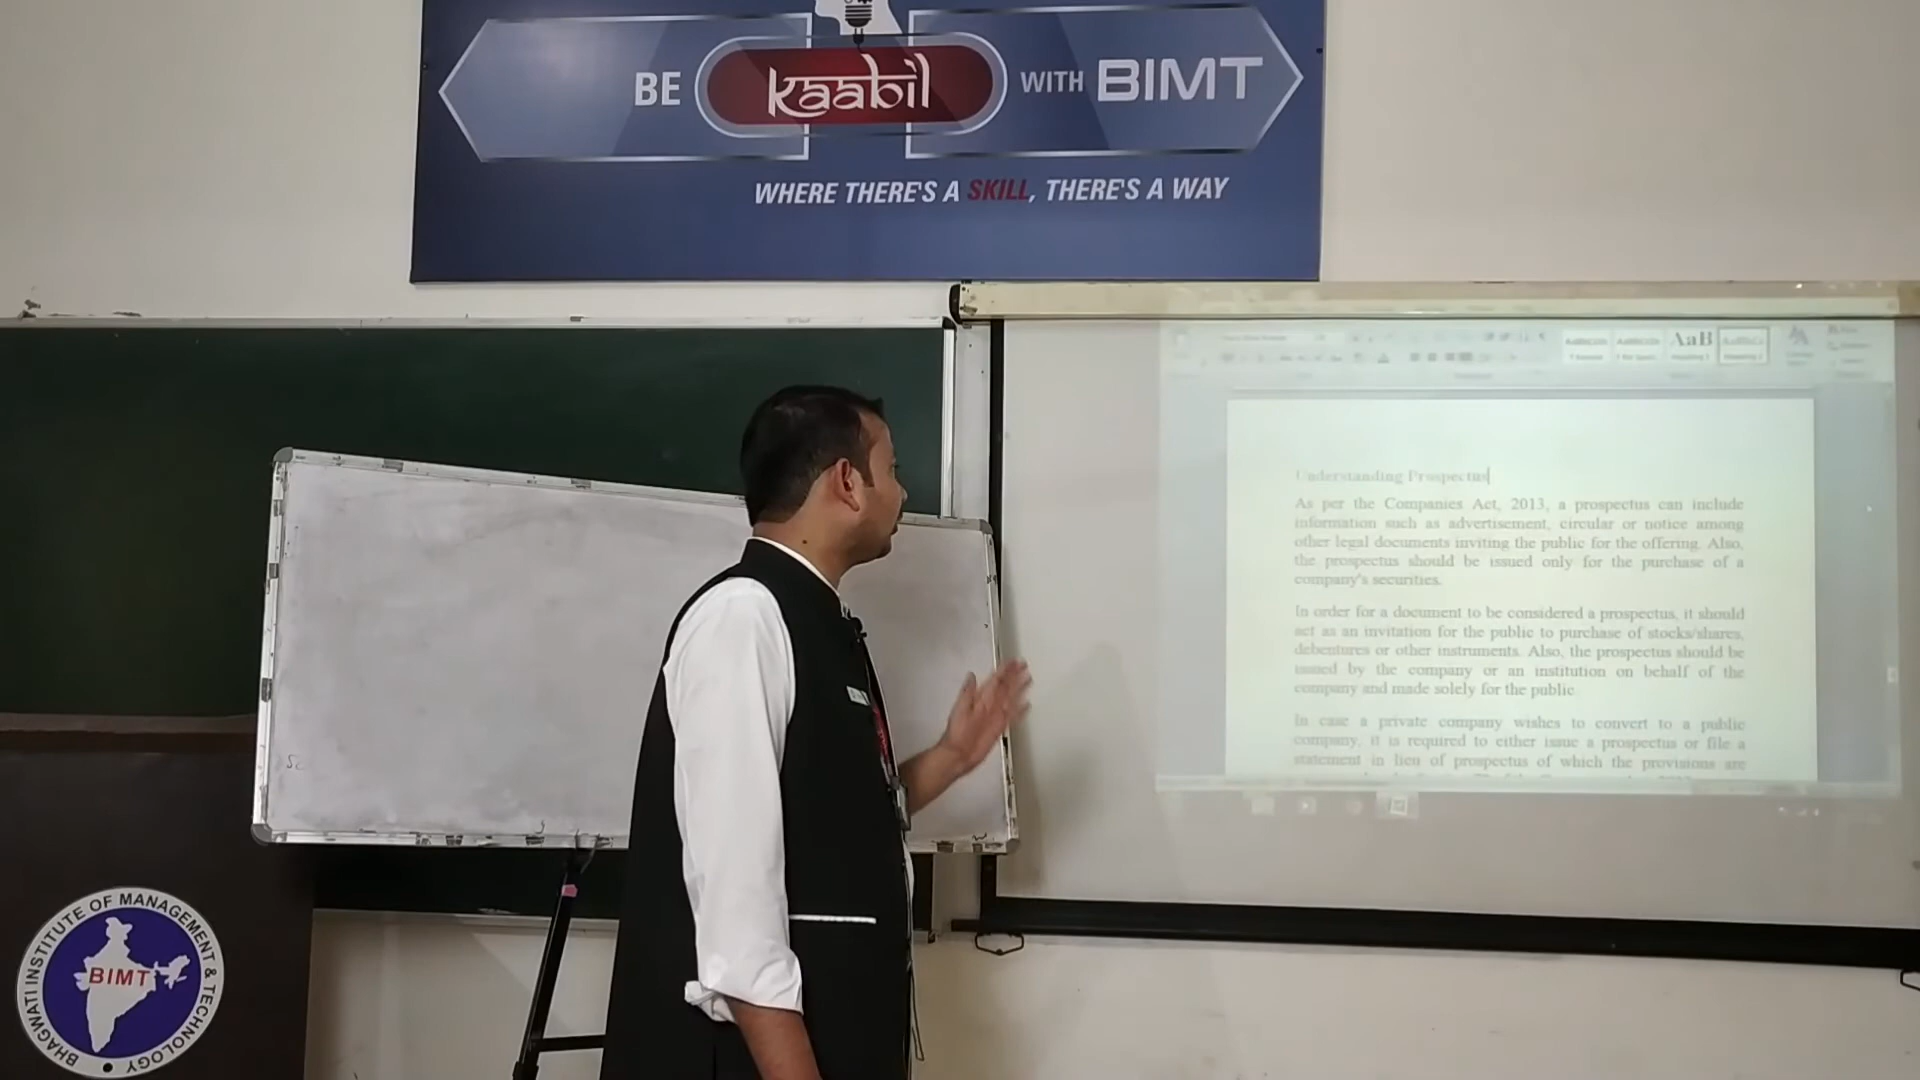 BE kaabil WITH BIMT
WHERE THERE'S A SKILL, THERE'S A WAY
AaB
Understanding Prospectus
As per the Companies Act, 2013, a prospectus can include
information such as advertisement, circular or notice among
other legal documents inviting the public for the offering. Also,
the prospectus should be issued only for the purchase of a
company's securities.
In order for a document to be considered a prospectus, it should
act as an invitation for the public to purchase of stocks/shares,
debentures or other instruments. Also, the prospectus should be
issued by the company or an institution on behalf of the
company and made solely for the public
In case a private company wishes to convert to a public
company, it is required to either issue a prospectus or file a
statement in lieu of prospectus of which the provisions are
Sc
BHAGWATI INSTITUTE OF MANAGEMENT & TECHNOLOGY
BIMT